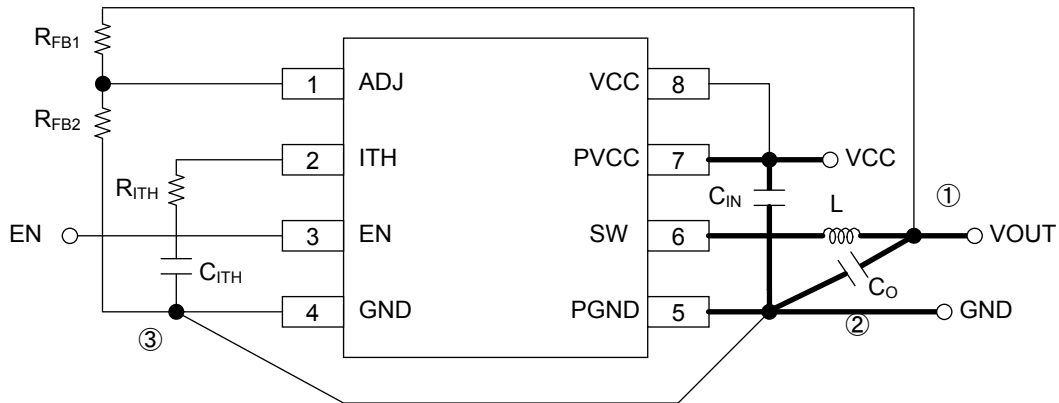 RFB1
1 ADJ VCC 8
RFB2
2 ITH PVCC 7 VCC
RITH CIN
L ①
EN 3 EN SW 6 VOUT
CITH CO
4 GND PGND 5 GND
③ ②